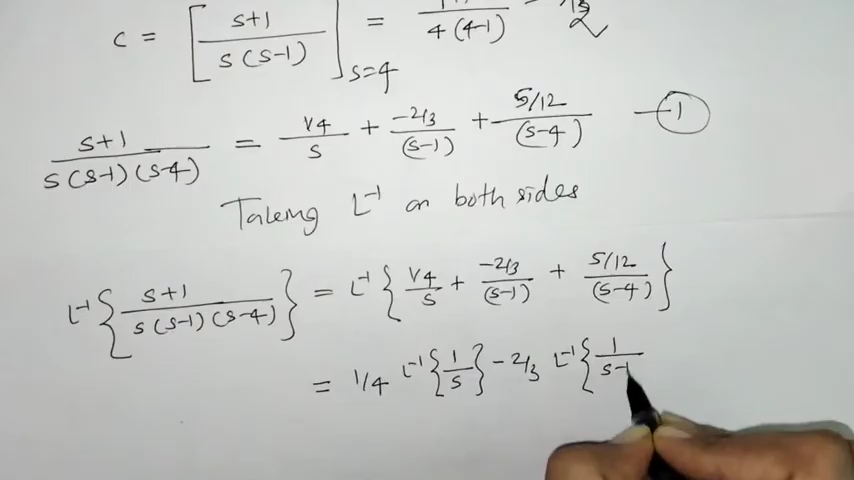 C = [ s+1 / s(s-1) ]s=4 = / 4(4-1)
s+1 / s(s-1)(s-4) = 1/4 / s + -2/3 / (s-1) + 5/12 / (s-4) — 1
Taking L⁻¹ on both sides
L⁻¹ { s+1 / s(s-1)(s-4) } = L⁻¹ { 1/4 / s + -2/3 / (s-1) + 5/12 / (s-4) }
= 1/4 L⁻¹ { 1 / s } - 2/3 L⁻¹ { 1 / s-1